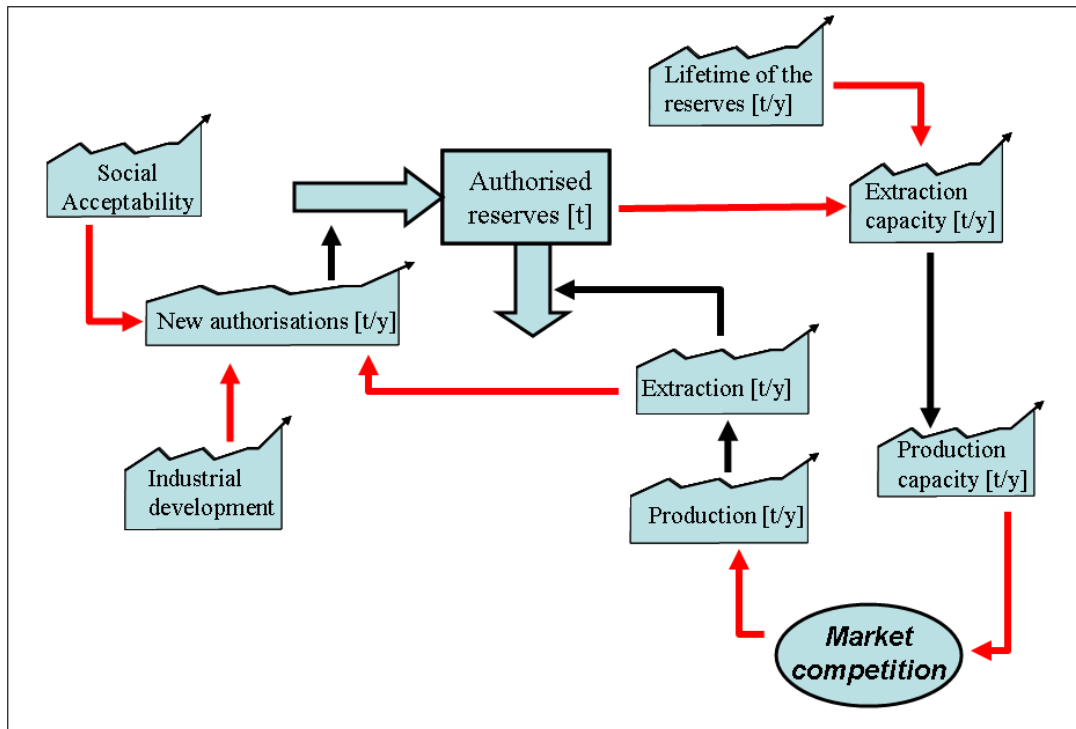 Lifetime of the
reserves [t/y]
Social
Acceptability
Authorised
reserves [t]
Extraction
capacity [t/y]
New authorisations [t/y]
Extraction [t/y]
Industrial
development
Production [t/y]
Production
capacity [t/y]
Market
competition